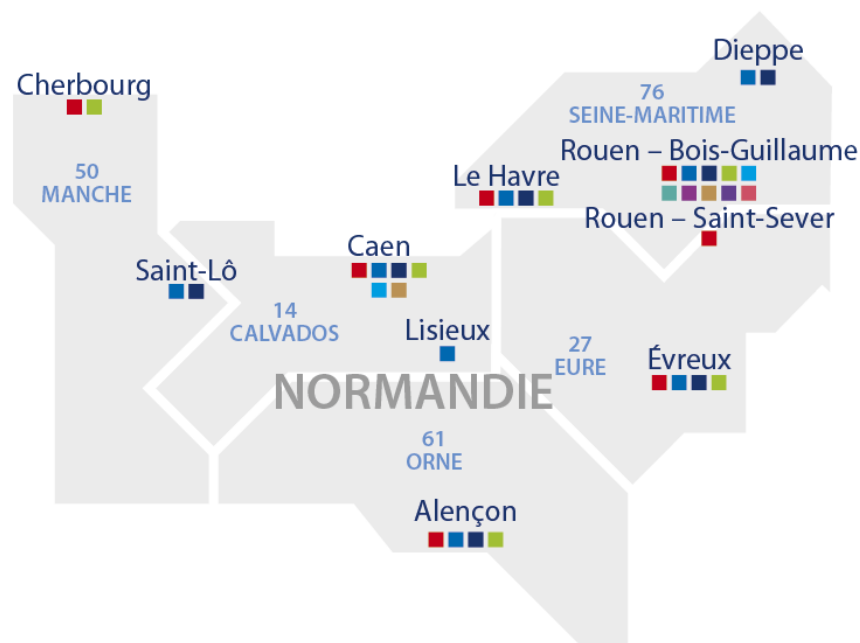 Dieppe
Cherbourg
76
SEINE-MARITIME
Rouen – Bois-Guillaume
50
MANCHE
Le Havre
Rouen – Saint-Sever
Caen
Saint-Lô
14
CALVADOS
Lisieux
27
EURE
Évreux
NORMANDIE
61
ORNE
Alençon